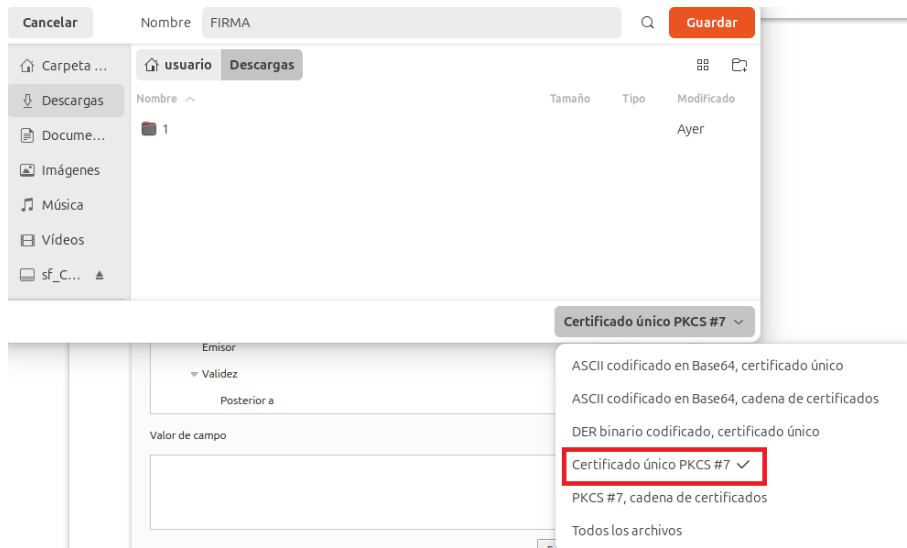 Cancelar
Nombre
FIRMA
Guardar
Carpeta ...
Descargas
Docume...
Imágenes
Música
Vídeos
sf_C...
usuario
Descargas
Nombre
Tamaño
Tipo
Modificado
1
Ayer
Certificado único PKCS #7
Emisor
Validez
Posterior a
Valor de campo
ASCII codificado en Base64, certificado único
ASCII codificado en Base64, cadena de certificados
DER binario codificado, certificado único
Certificado único PKCS #7
PKCS #7, cadena de certificados
Todos los archivos